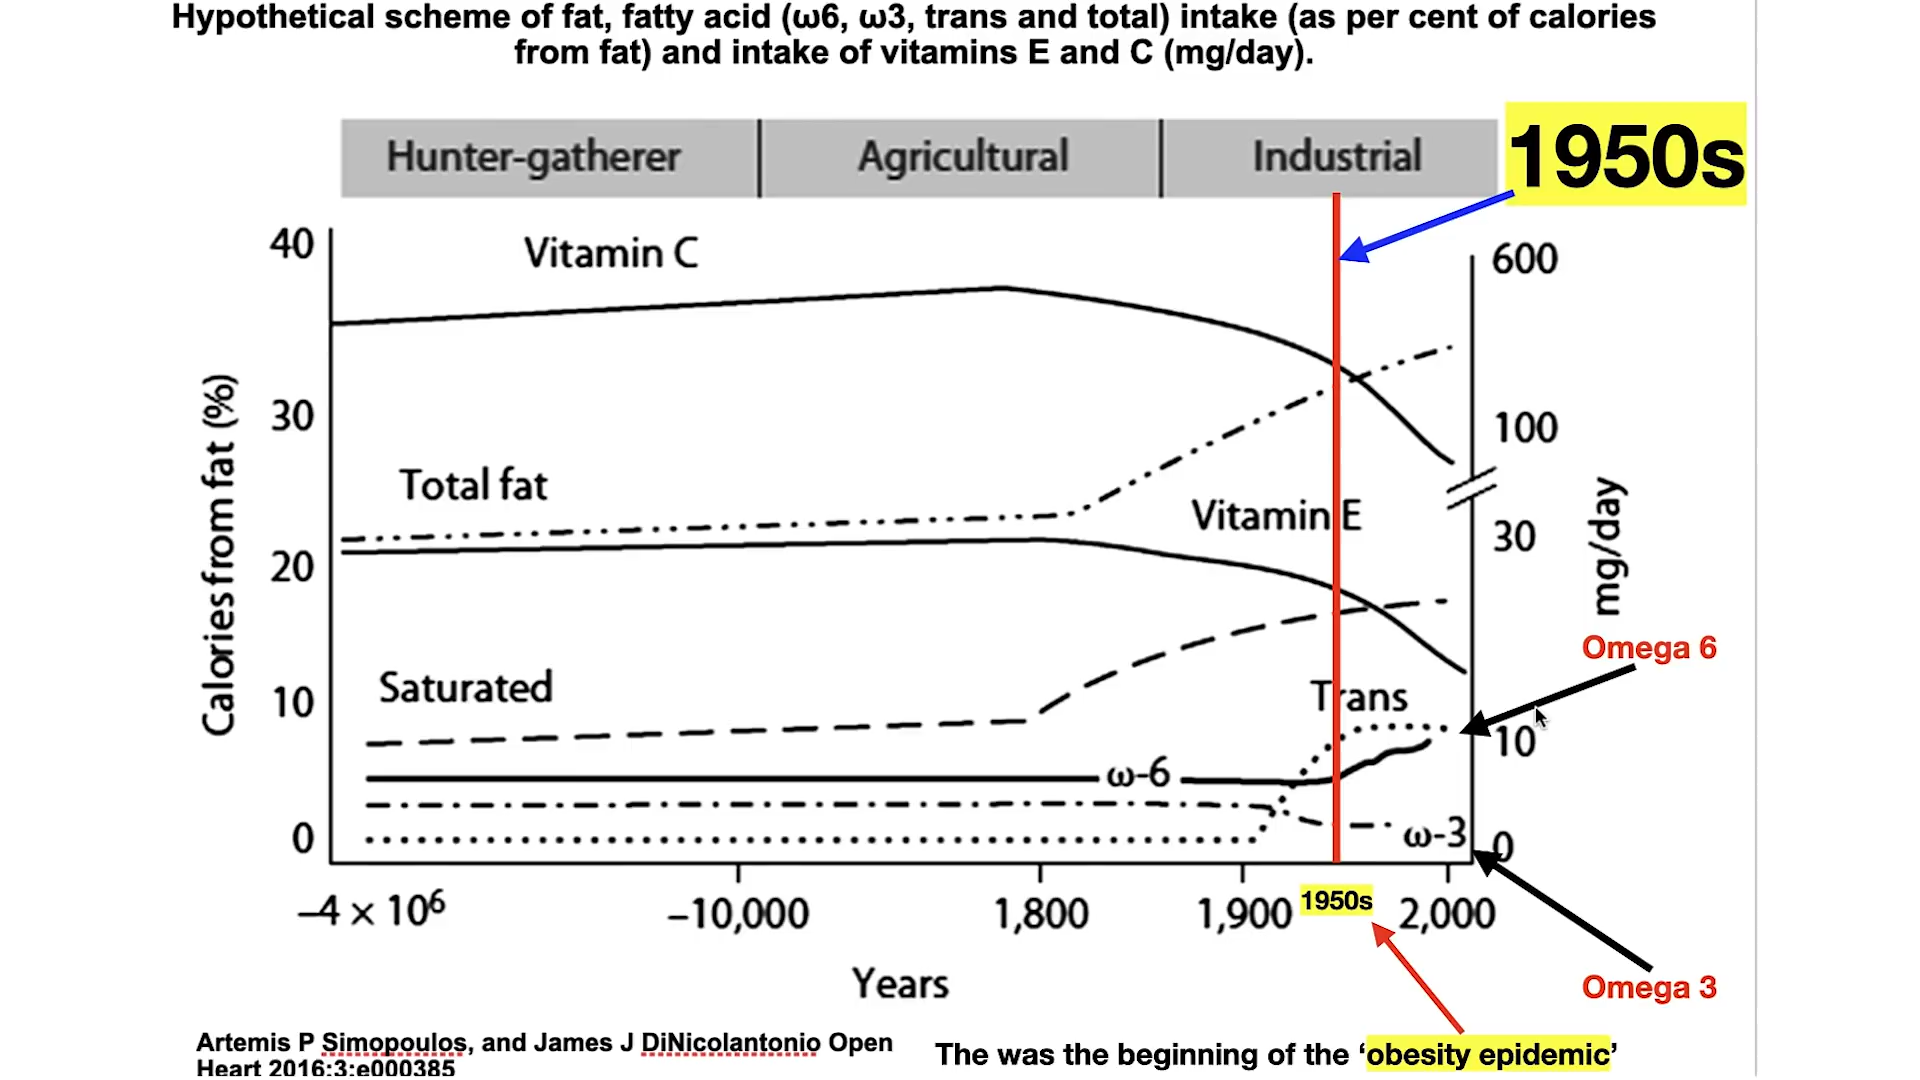 Hypothetical scheme of fat, fatty acid (ω6, ω3, trans and total) intake (as per cent of calories
from fat) and intake of vitamins E and C (mg/day).
Hunter-gatherer
Agricultural
Industrial
1950s
40
Vitamin C
600
30
100
Total fat
Vitamin E
30
20
Calories from fat (%)
mg/day
Omega 6
Saturated
Trans
10
10
ω-6
ω-3
0
0
–4 × 10⁶
–10,000
1,800
1,900
1950s
2,000
Years
Omega 3
Artemis P Simopoulos, and James J DiNicolantonio Open
Heart 2016;3:e000385
The was the beginning of the ‘obesity epidemic’